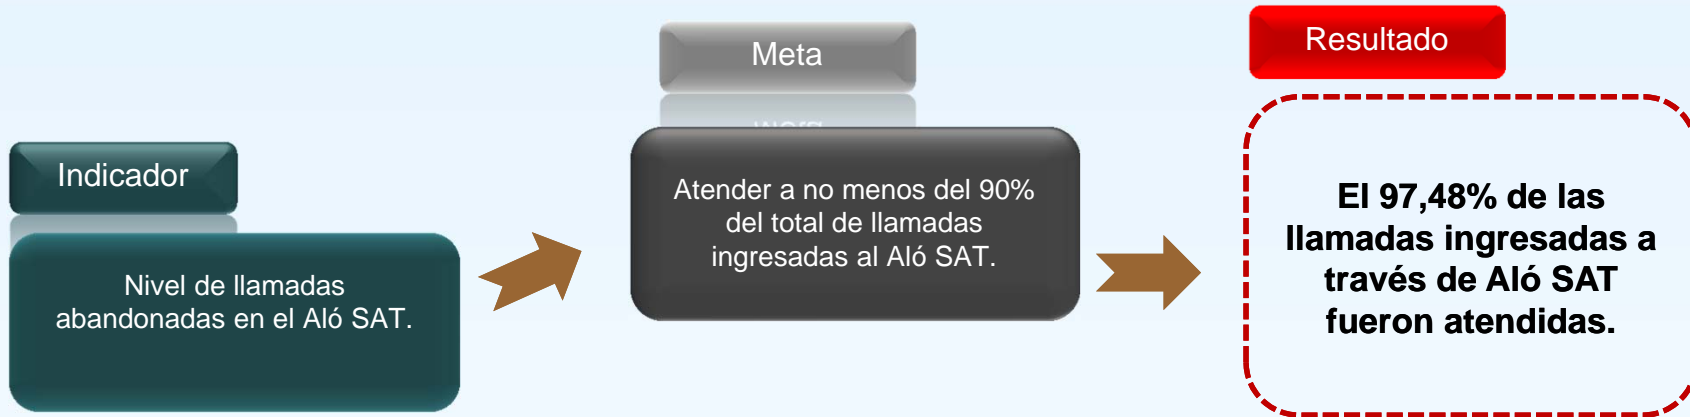 Indicador
Nivel de llamadas
abandonadas en el Aló SAT.
Meta
Atender a no menos del 90%
del total de llamadas
ingresadas al Aló SAT.
Resultado
El 97,48% de las
llamadas ingresadas a
través de Aló SAT
fueron atendidas.